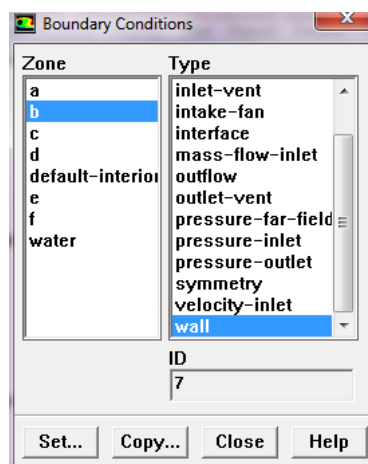 Boundary Conditions
Zone
a
b
c
d
default-interior
e
f
water
Type
inlet-vent
intake-fan
interface
mass-flow-inlet
outflow
outlet-vent
pressure-far-field
pressure-inlet
pressure-outlet
symmetry
velocity-inlet
wall
ID
7
Set... Copy... Close Help